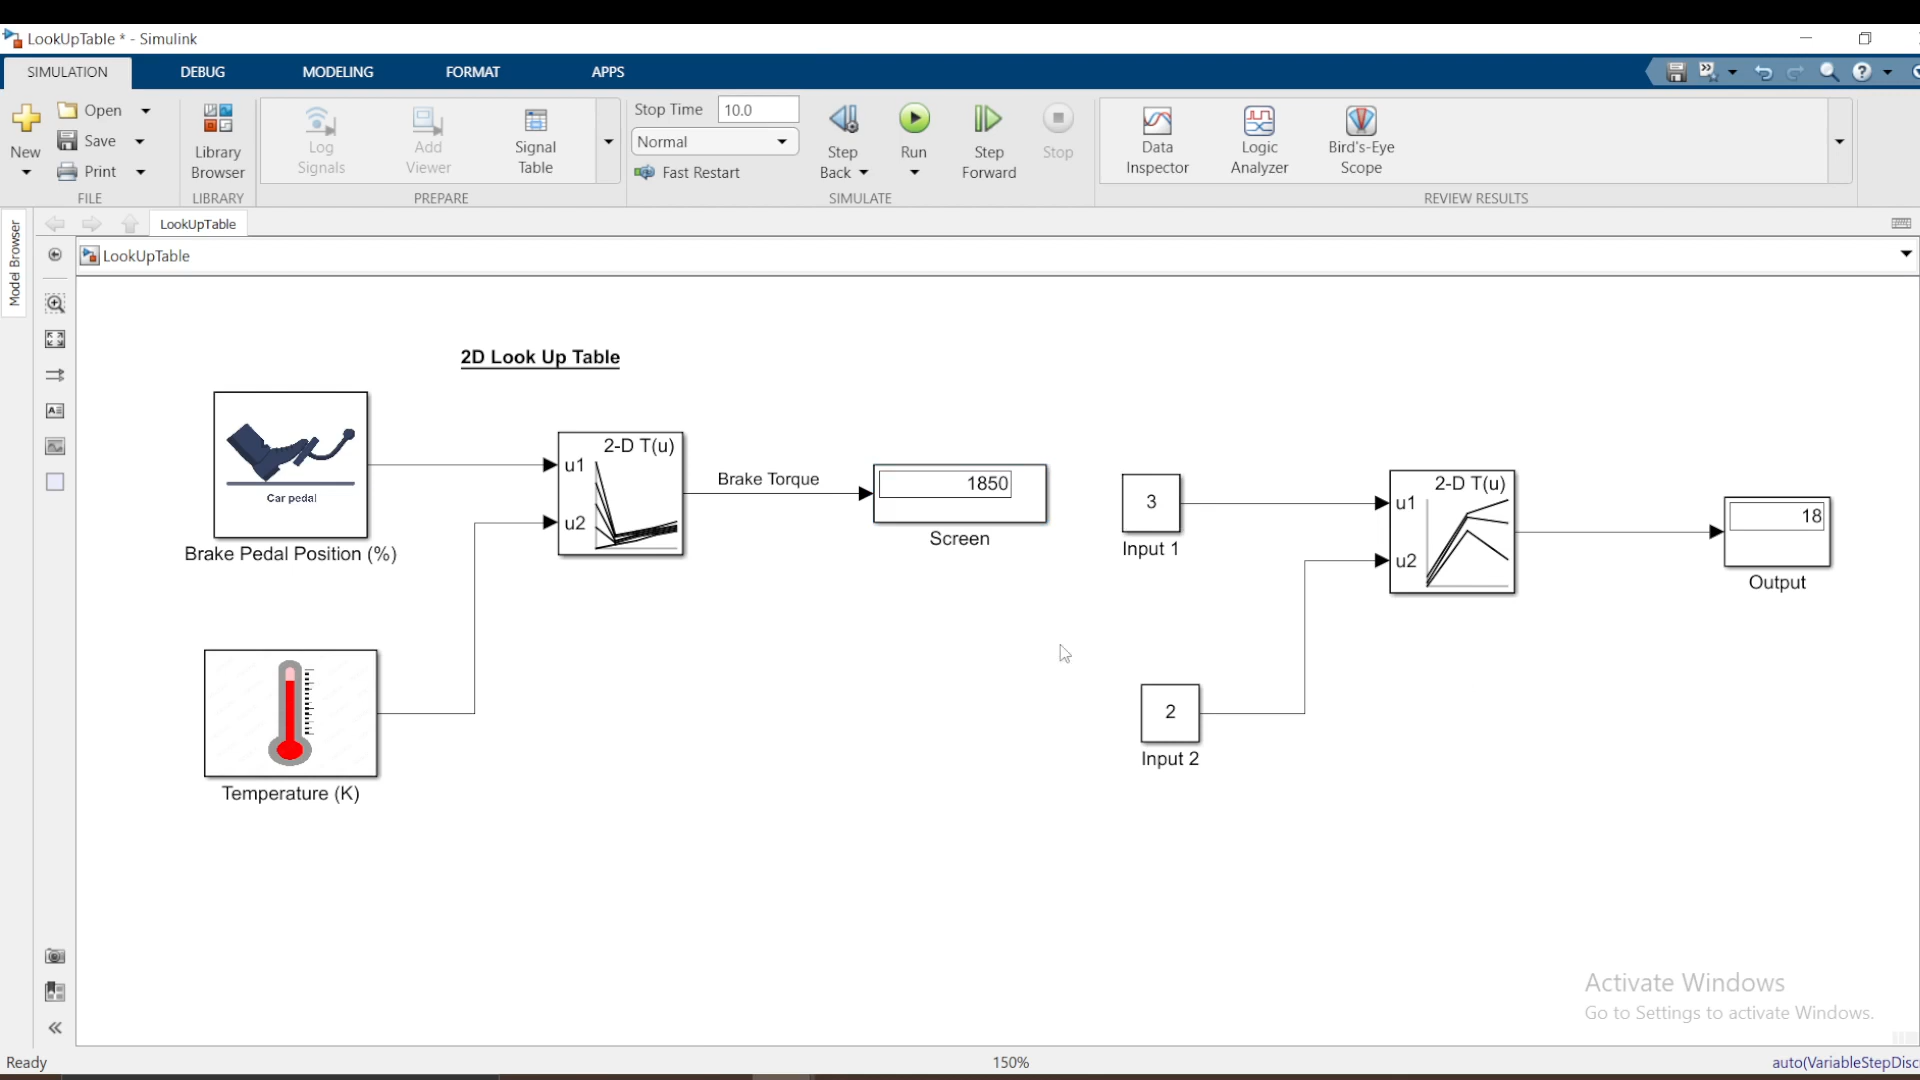 LookUpTable * - Simulink
SIMULATION DEBUG MODELING FORMAT APPS
New
Open
Save
Print
FILE
Library
Browser
LIBRARY
Log
Signals
Add
Viewer
Signal
Table
PREPARE
Stop Time 10.0
Normal
Fast Restart
Step
Back
Run
Step
Forward
Stop
SIMULATE
Data
Inspector
Logic
Analyzer
Bird's-Eye
Scope
REVIEW RESULTS
Model Browser
LookUpTable
LookUpTable
2D Look Up Table
Car pedal
Brake Pedal Position (%)
2-D T(u)
u1
u2
Brake Torque
1850
Screen
Temperature (K)
3
Input 1
2-D T(u)
u1
u2
18
Output
2
Input 2
Activate Windows
Go to Settings to activate Windows.
Ready
150%
auto(VariableStepDisc